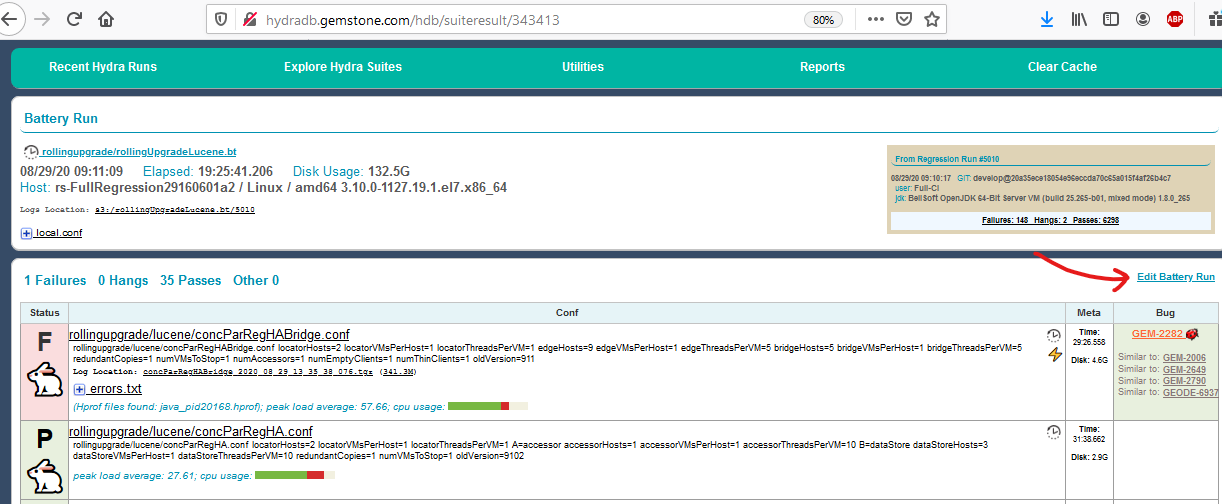 hydradb.gemstone.com/hdb/suiteresult/343413
80%
ABP
Recent Hydra Runs
Explore Hydra Suites
Utilities
Reports
Clear Cache
Battery Run
rollingupgrade/rollingUpgradeLucene.bt
08/29/20 09:11:09 Elapsed: 19:25:41.206 Disk Usage: 132.5G
Host: rs-FullRegression29160601a2 / Linux / amd64 3.10.0-1127.19.1.el7.x86_64
Logs Location: s3:/rollingUpgradeLucene.bt/5010
local.conf
From Regression Run #5010
08/29/20 09:10:17 GIT: develop@20a35ece18054e96eccda70c65a015f4af26b4c7
user: Full-CI
jdk: BellSoft OpenJDK 64-Bit Server VM (build 25.265-b01, mixed mode) 1.8.0_265
Failures: 148 Hangs: 2 Passes: 6298
1 Failures 0 Hangs 35 Passes Other 0
Edit Battery Run
Status
Conf
Meta
Bug
F
rollingupgrade/lucene/concParRegHABridge.conf
rollingupgrade/lucene/concParRegHABridge.conf locatorHosts=2 locatorVMsPerHost=1 locatorThreadsPerVM=1 edgeHosts=9 edgeVMsPerHost=1 edgeThreadsPerVM=5 bridgeHosts=5 bridgeVMsPerHost=1 bridgeThreadsPerVM=5
redundantCopies=1 numVMsToStop=1 numAccessors=1 numEmptyClients=1 numThinClients=1 oldVersion=911
Log Location: concParRegHABridge_2020_08_29_13_35_38_076.tgz (341.3M)
errors.txt
(Hprof files found: java_pid20168.hprof); peak load average: 57.66; cpu usage:
Time:
29:26.558
Disk: 4.6G
GEM-2282
Similar to: GEM-2006
Similar to: GEM-2649
Similar to: GEM-2790
Similar to: GEODE-6937
P
rollingupgrade/lucene/concParRegHA.conf
rollingupgrade/lucene/concParRegHA.conf locatorHosts=2 locatorVMsPerHost=1 locatorThreadsPerVM=1 A=accessor accessorHosts=1 accessorVMsPerHost=1 accessorThreadsPerVM=10 B=dataStore dataStoreHosts=3
dataStoreVMsPerHost=1 dataStoreThreadsPerVM=10 redundantCopies=1 numVMsToStop=1 oldVersion=9102
peak load average: 27.61; cpu usage:
Time:
31:38.662
Disk: 2.9G